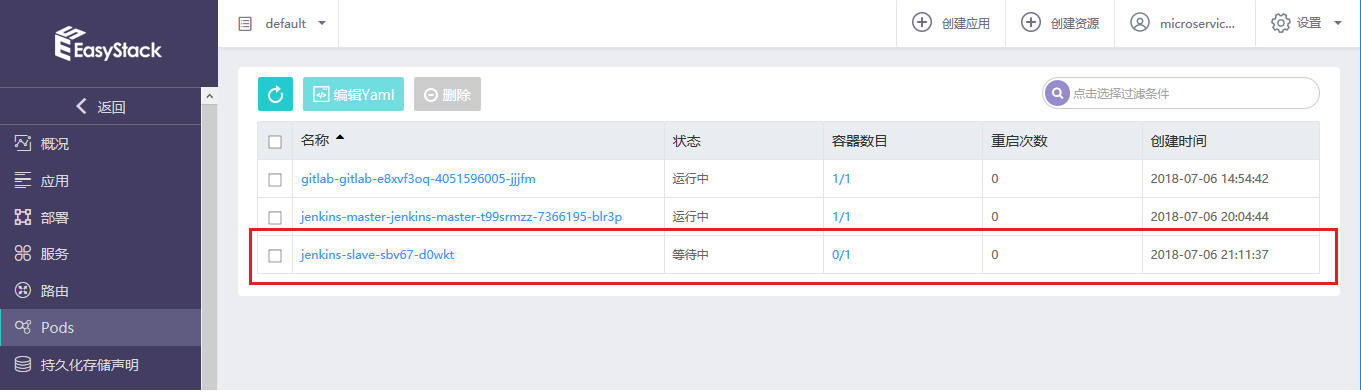 EasyStack
default
创建应用
创建资源
microservic...
设置
返回
概况
应用
部署
服务
路由
Pods
持久化存储声明
编辑Yaml
删除
点击选择过滤条件
名称 状态 容器数目 重启次数 创建时间
gitlab-gitlab-e8xvf3oq-4051596005-jjjfm 运行中 1/1 0 2018-07-06 14:54:42
jenkins-master-jenkins-master-t99srmzz-7366195-blr3p 运行中 1/1 0 2018-07-06 20:04:44
jenkins-slave-sbv67-d0wkt 等待中 0/1 0 2018-07-06 21:11:37